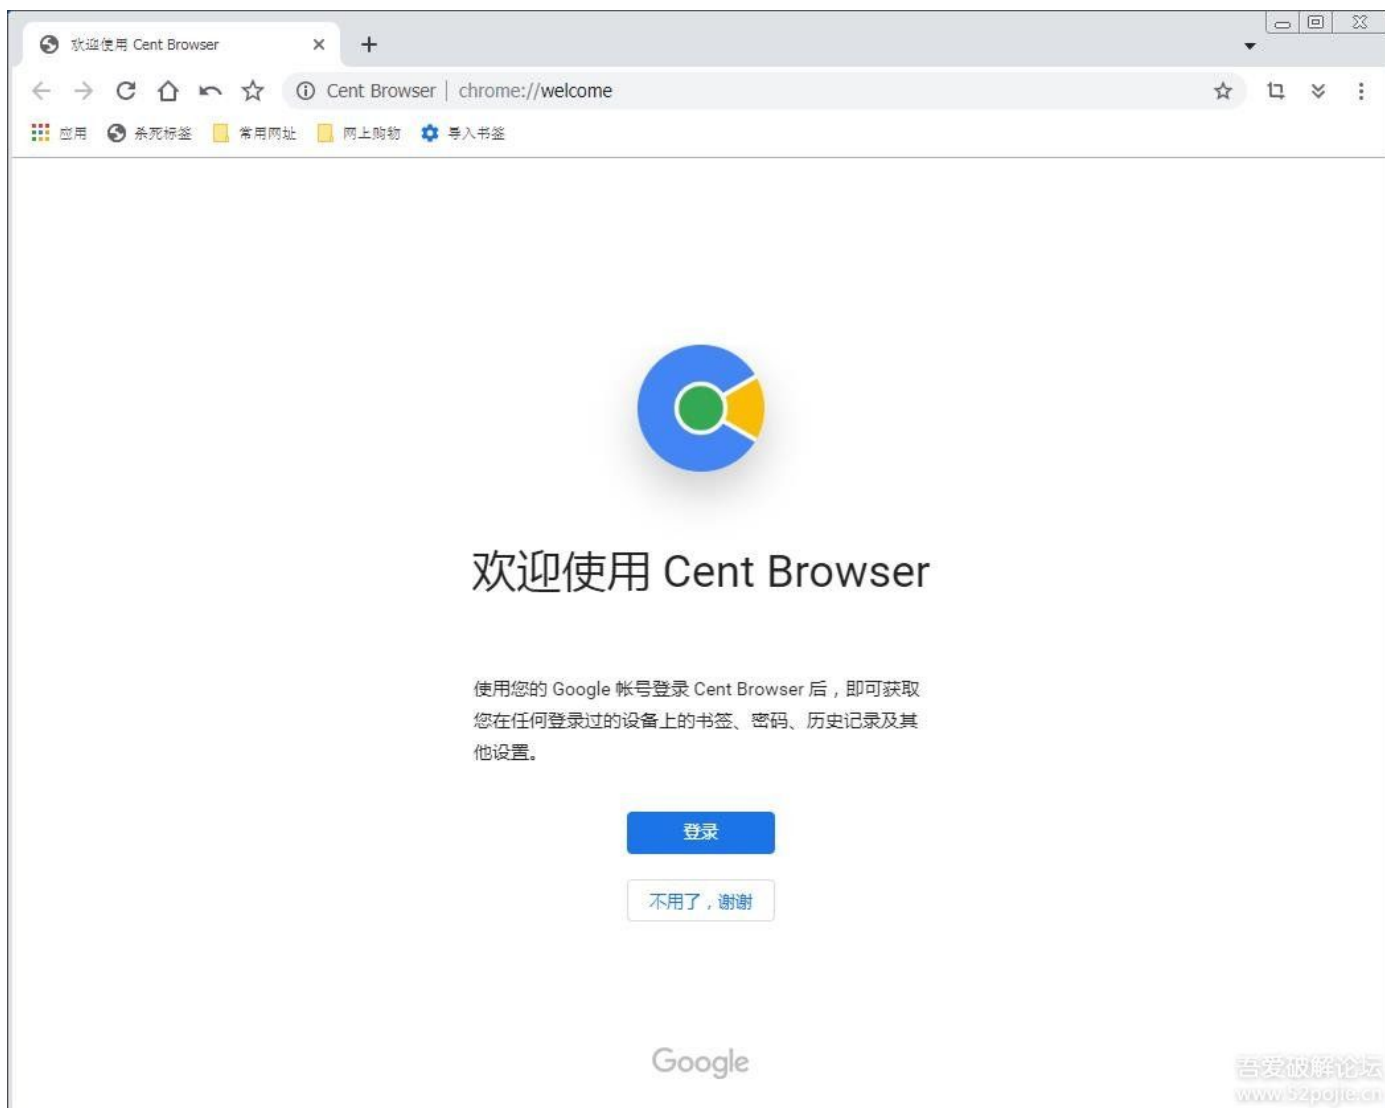 欢迎使用 Cent Browser
Cent Browser | chrome://welcome
应用 杀死标签 常用网址 网上购物 导入书签
欢迎使用 Cent Browser
使用您的 Google 帐号登录 Cent Browser 后，即可获取
您在任何登录过的设备上的书签、密码、历史记录及其
他设置。
登录
不用了，谢谢
Google
吾爱破解论坛
www.52pojie.cn